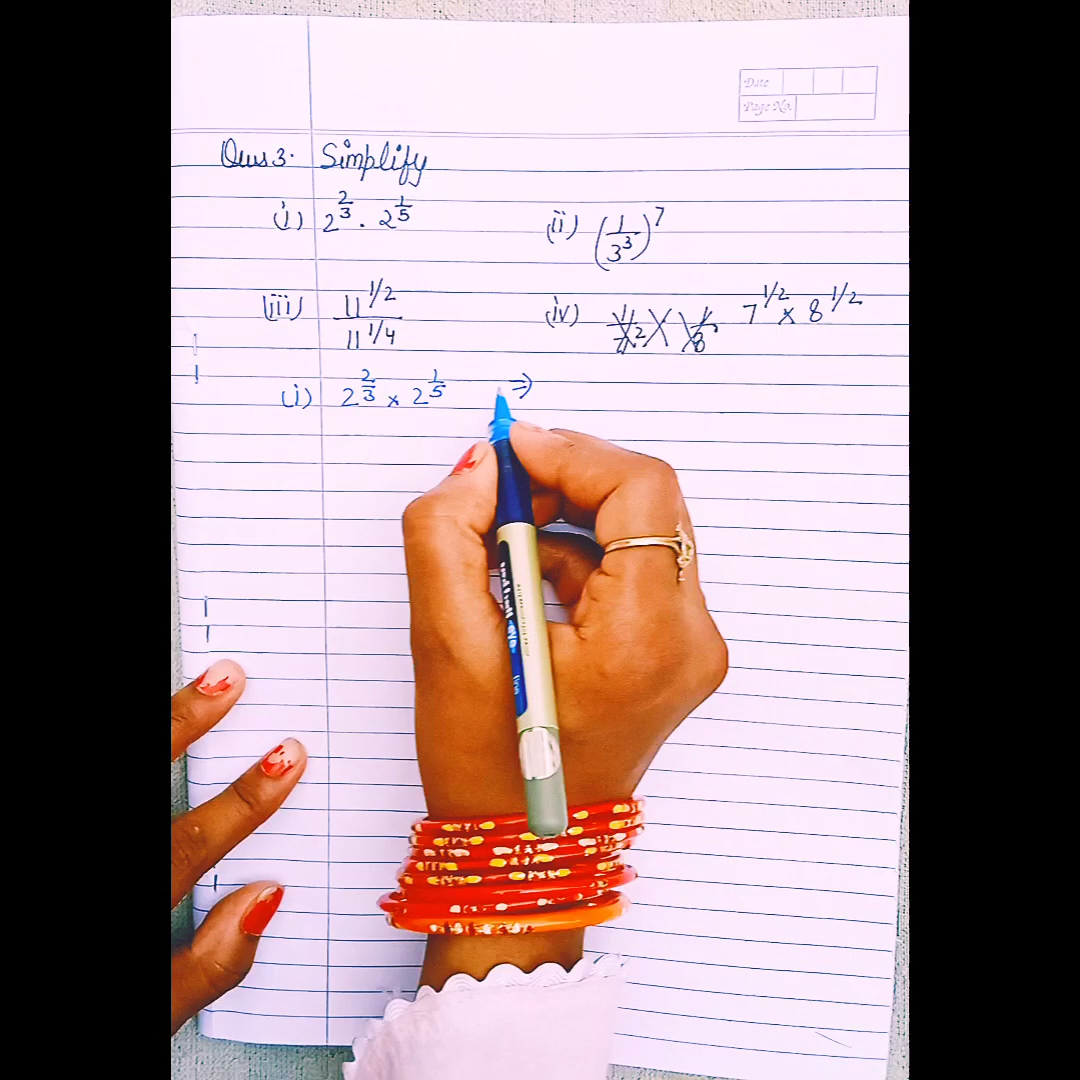 Date
Page No.
Ques 3. Simplify
(i) 2^{2/3} . 2^{1/5} (ii) (1/3^3)^7
(iii) 11^{1/2} / 11^{1/4} (iv) 7^{1/2} × 8^{1/2}
(i) 2^{2/3} × 2^{1/5} ⇒